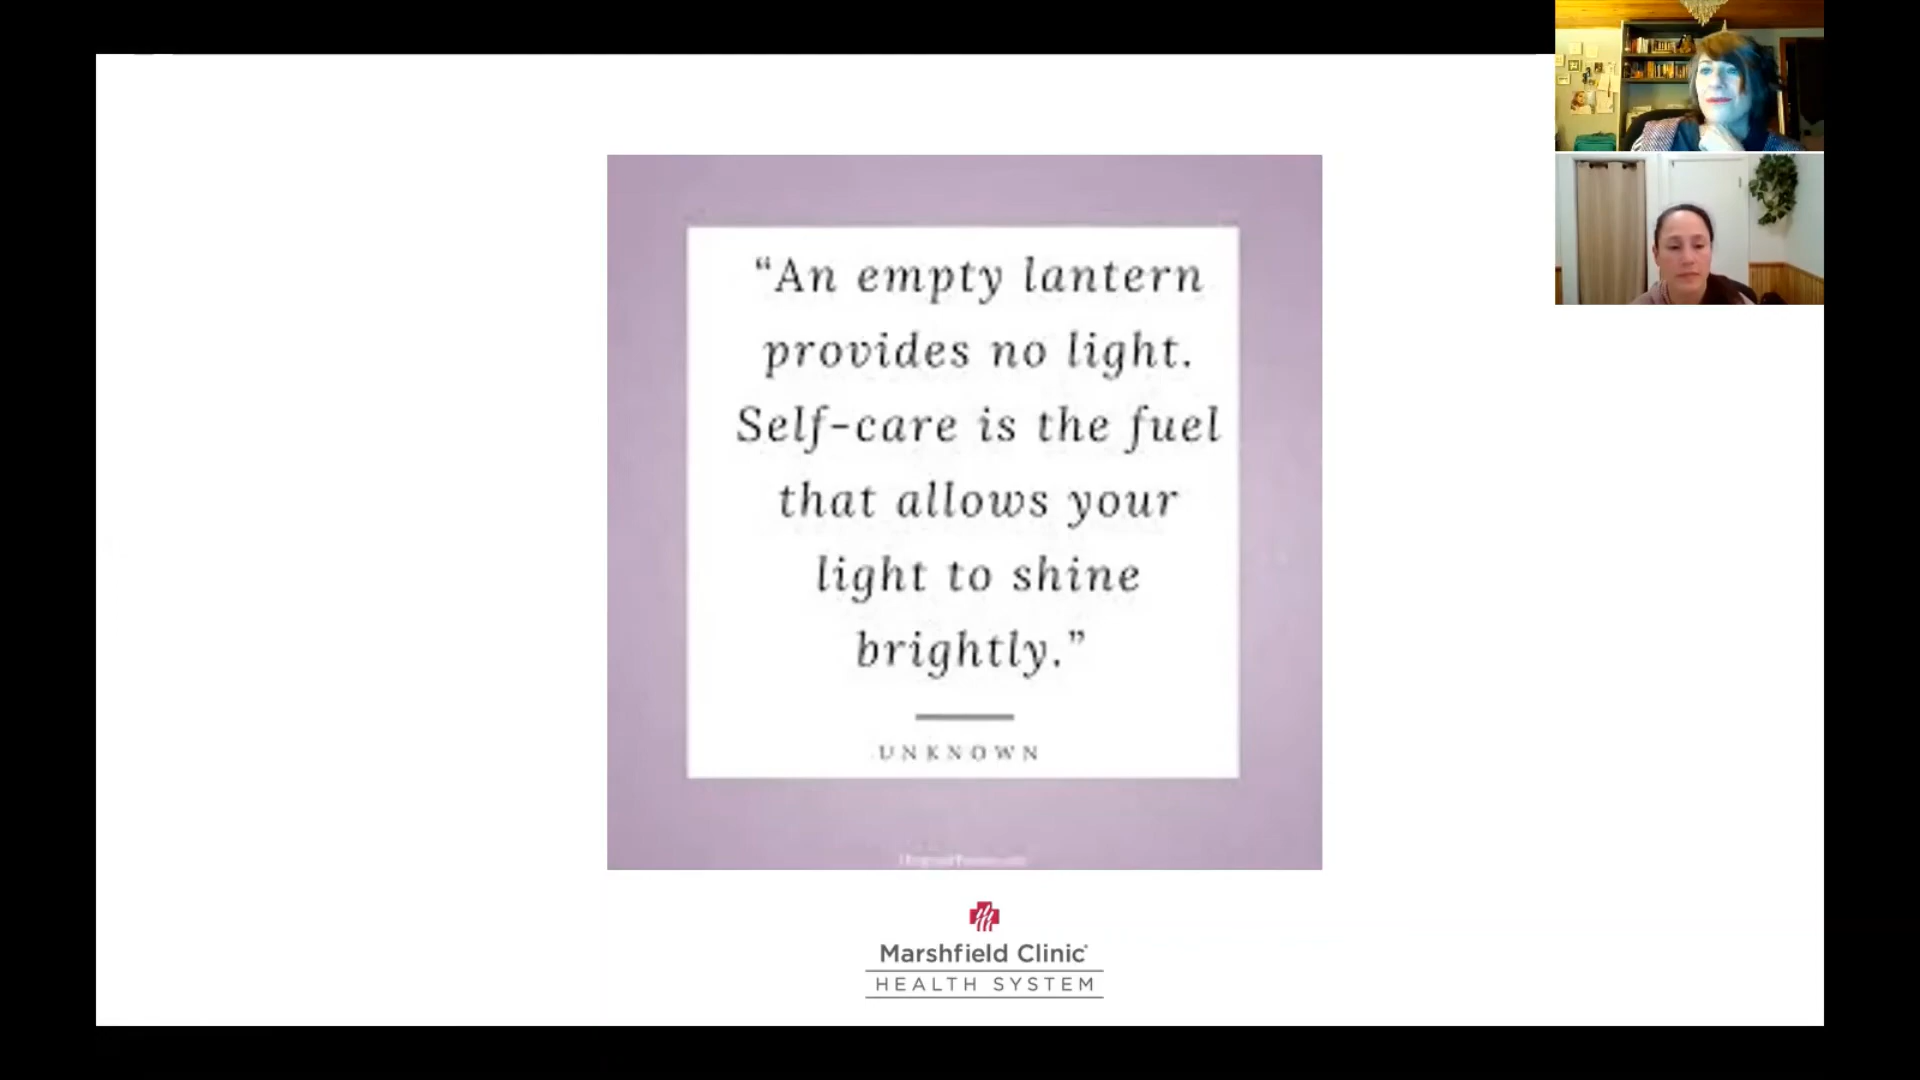 “An empty lantern
provides no light.
Self-care is the fuel
that allows your
light to shine
brightly.”
UNKNOWN
Marshfield Clinic
HEALTH SYSTEM